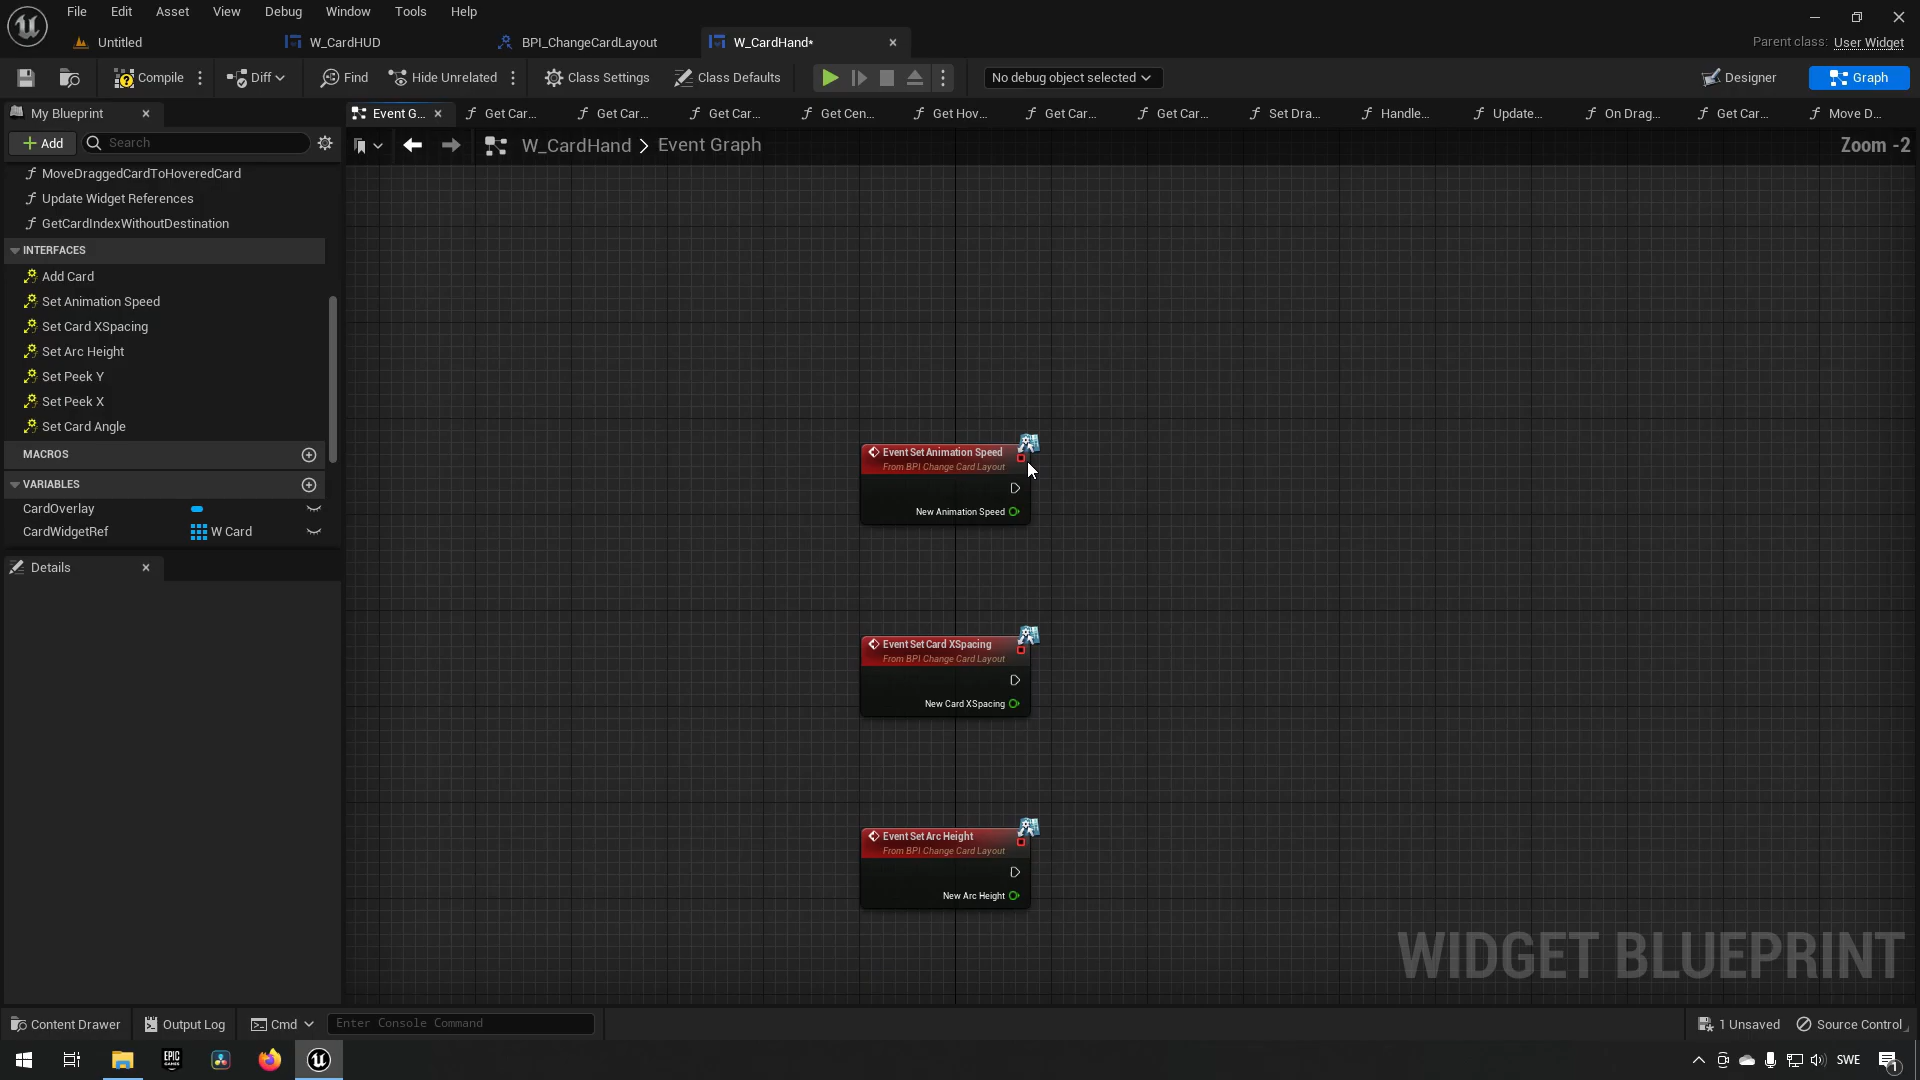 File Edit Asset View Debug Window Tools Help
Untitled W_CardHUD BPI_ChangeCardLayout W_CardHand*
Parent class: User Widget
Compile Diff Find Hide Unrelated Class Settings Class Defaults No debug object selected Designer Graph
My Blueprint Event G... Get Car... Get Car... Get Car... Get Cen... Get Hov... Get Car... Get Car... Set Dra... Handle... Update... On Drag... Get Car... Move D...
Add Search
W_CardHand > Event Graph Zoom -2
MoveDraggedCardToHoveredCard
Update Widget References
GetCardIndexWithoutDestination
INTERFACES
Add Card
Set Animation Speed
Set Card XSpacing
Set Arc Height
Set Peek Y
Set Peek X
Set Card Angle
MACROS
VARIABLES
CardOverlay
CardWidgetRef W Card
Details
Event Set Animation Speed
From BPI Change Card Layout
New Animation Speed
Event Set Card XSpacing
From BPI Change Card Layout
New Card XSpacing
Event Set Arc Height
From BPI Change Card Layout
New Arc Height
WIDGET BLUEPRINT
Content Drawer Output Log Cmd Enter Console Command 1 Unsaved Source Control
EPIC GAMES
SWE
1